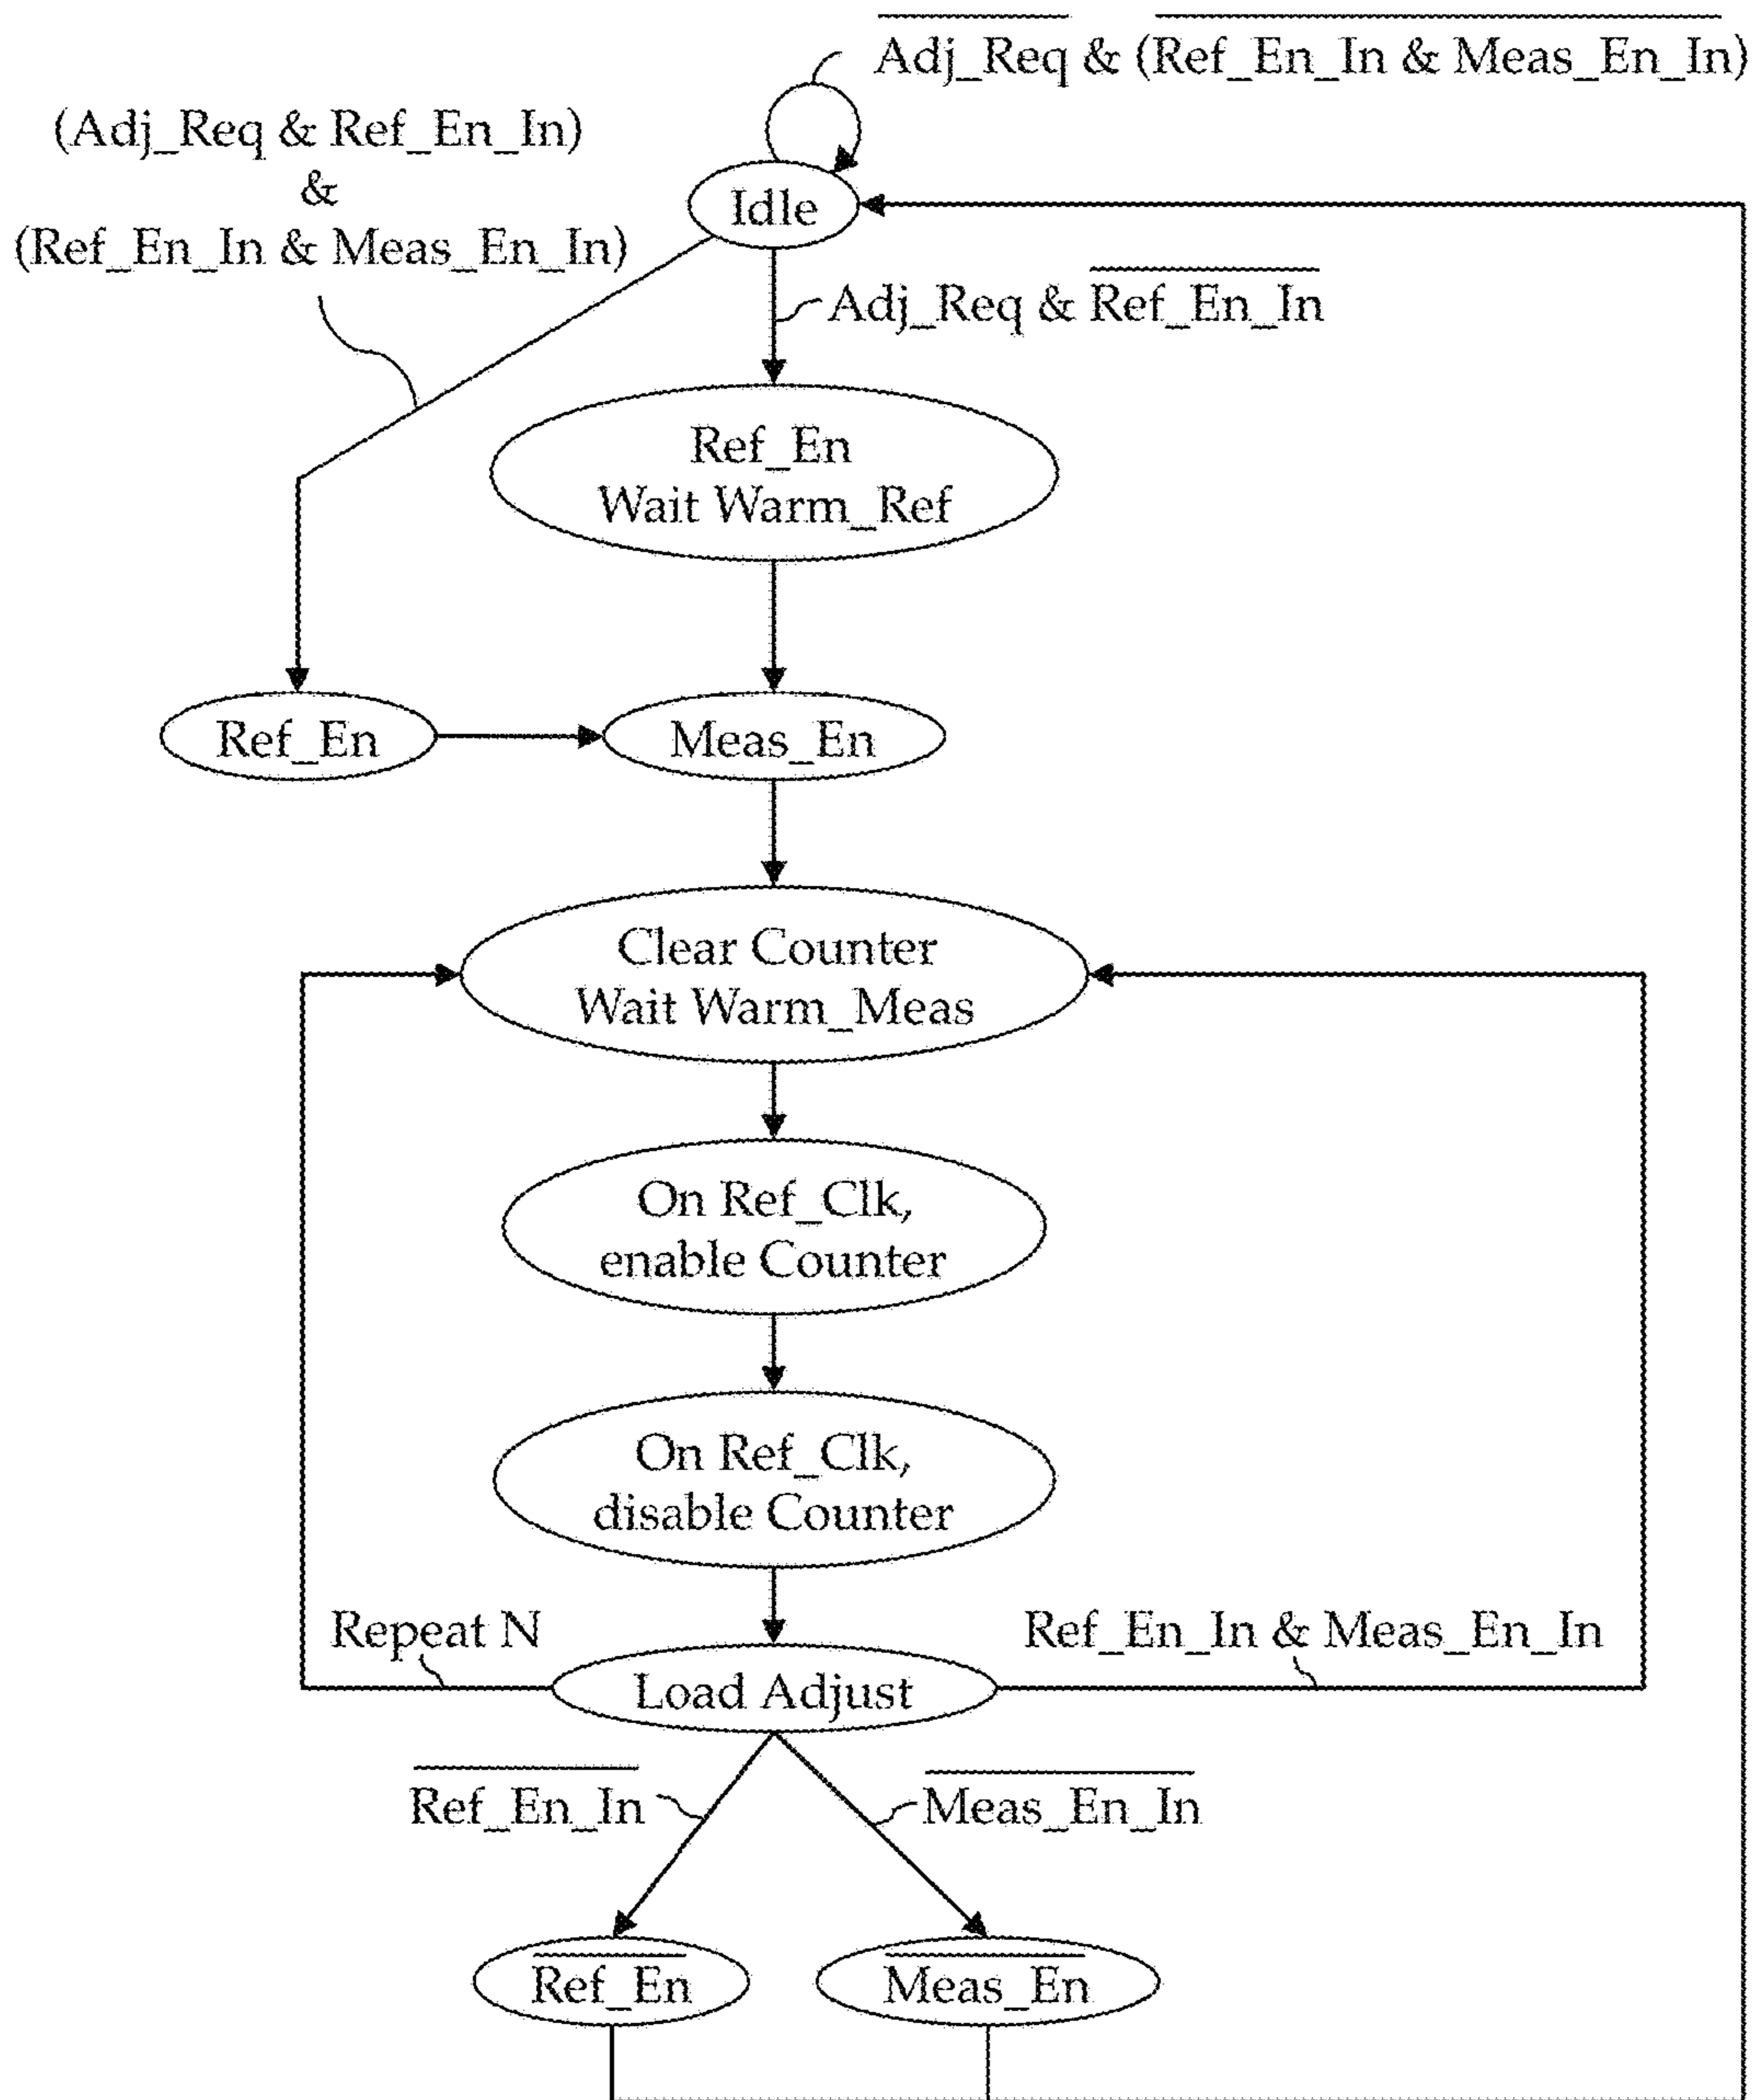 Adj_Req & (Ref_En_In & Meas_En_In)
(Adj_Req & Ref_En_In)
&
(Ref_En_In & Meas_En_In)
Idle
Adj_Req & Ref_En_In
Ref_En
Wait Warm_Ref
Ref_En
Meas_En
Clear Counter
Wait Warm_Meas
On Ref_Clk,
enable Counter
On Ref_Clk,
disable Counter
Repeat N
Ref_En_In & Meas_En_In
Load Adjust
Ref_En_In
Meas_En_In
Ref_En
Meas_En